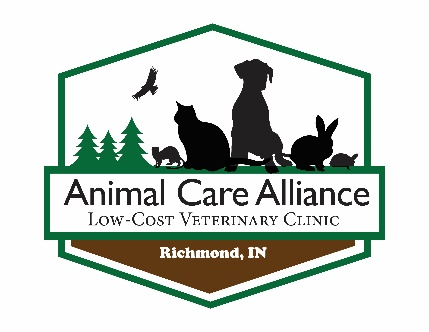 Animal Care Alliance
Low-Cost Veterinary Clinic
Richmond, IN